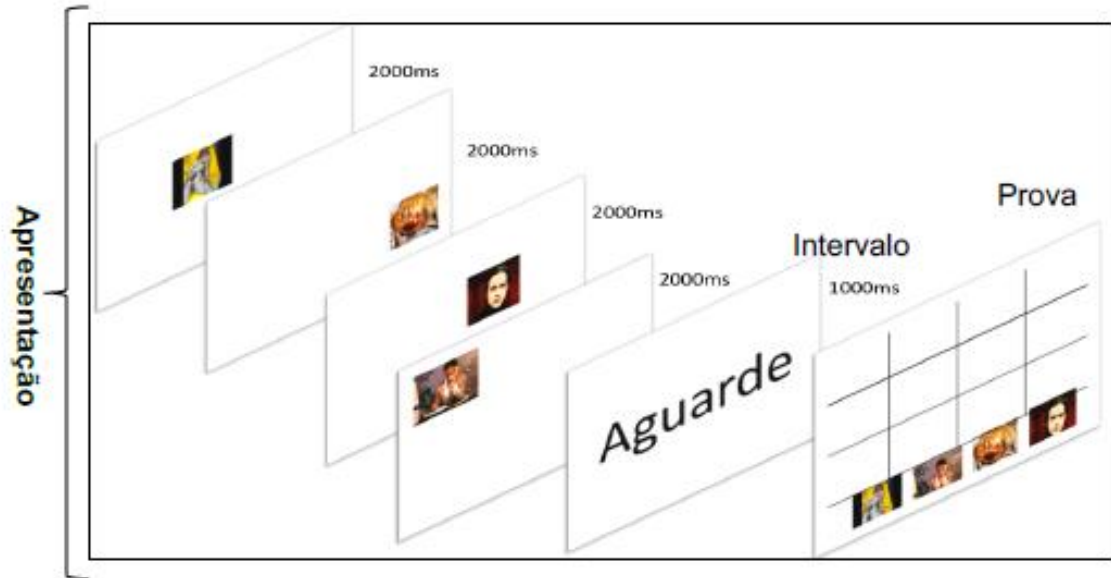 Apresentação
2000ms
2000ms
2000ms
2000ms
Intervalo
1000ms
Aguarde
Prova